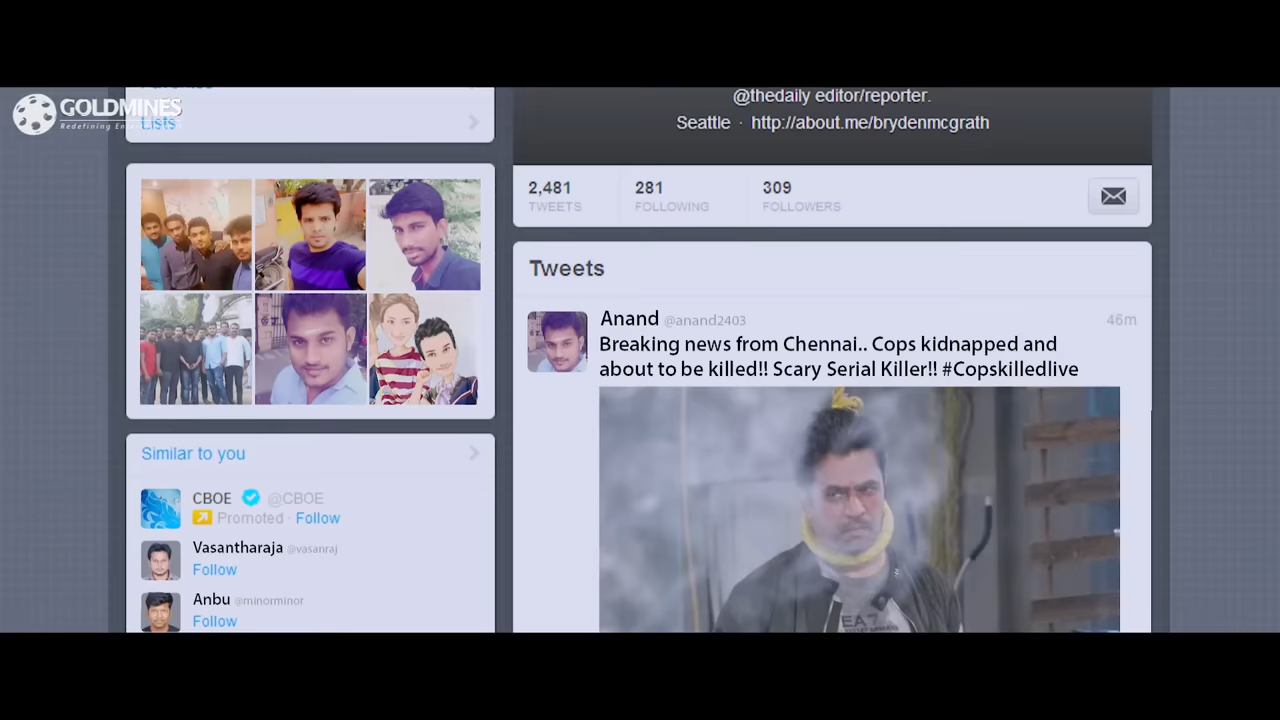 GOLDMINES
Lists
@thedaily editor/reporter.
Seattle · http://about.me/brydenmcgrath
2,481
TWEETS
281
FOLLOWING
309
FOLLOWERS
Tweets
Anand @anand2403
46m
Breaking news from Chennai.. Cops kidnapped and
about to be killed!! Scary Serial Killer!! #Copskilledlive
Similar to you
CBOE @CBOE
Promoted · Follow
Vasantharaja @vasanraj
Follow
Anbu @minorminor
Follow
EA7